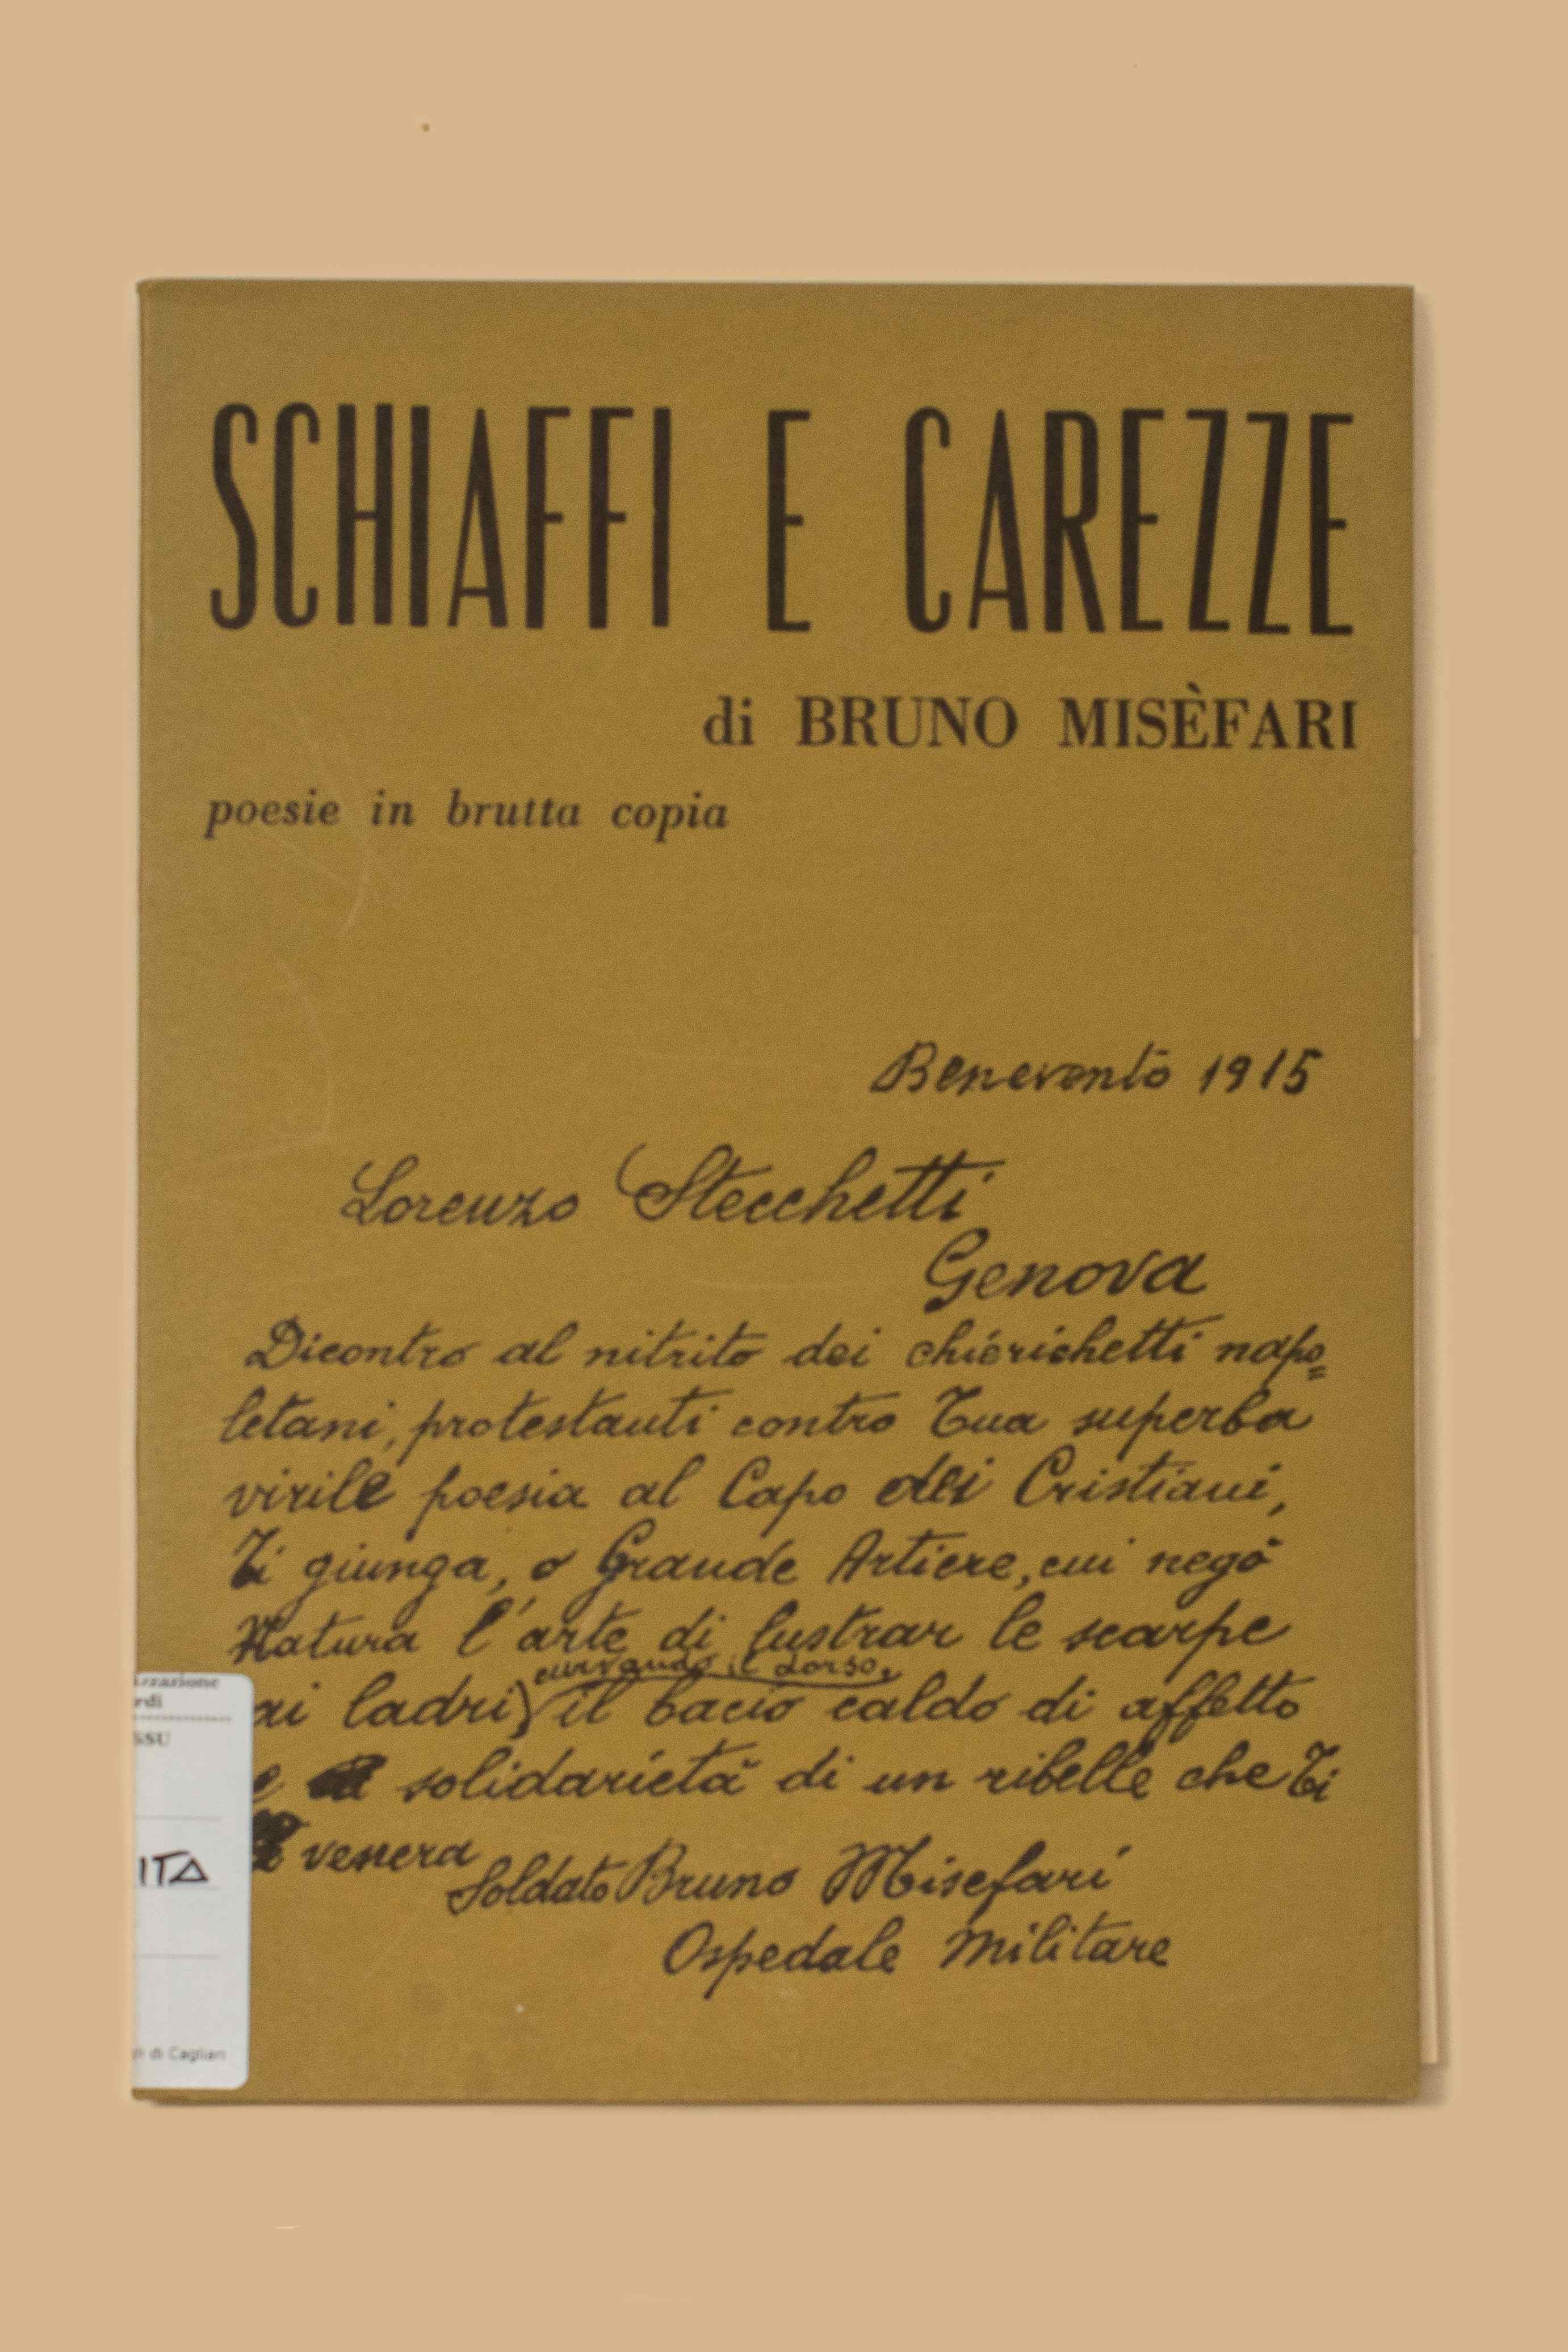 SCHIAFFI E CAREZZE
di BRUNO MISÈFARI
poesie in brutta copia
Benevento 1915
Lorenzo Stecchetti
Genova
Dicontro al nitrito dei chierichetti napo=
letani, protestanti contro Tua superba
virile poesia al Capo dei Cristiani,
Ti giunga, o Grande Artiere, cui negò
Natura l'arte di lustrar le scarpe
curvando il dorso,
ai ladri) il bacio caldo di affetto
e solidarietà di un ribelle che Ti
venera
Soldato Bruno Misefari
Ospedale Militare
di Cagliari